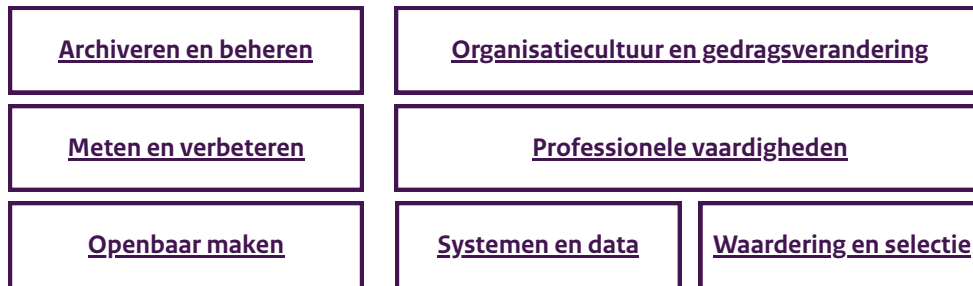 Archiveren en beheren
Organisatiecultuur en gedragsverandering
Meten en verbeteren
Professionele vaardigheden
Openbaar maken
Systemen en data
Waardering en selectie